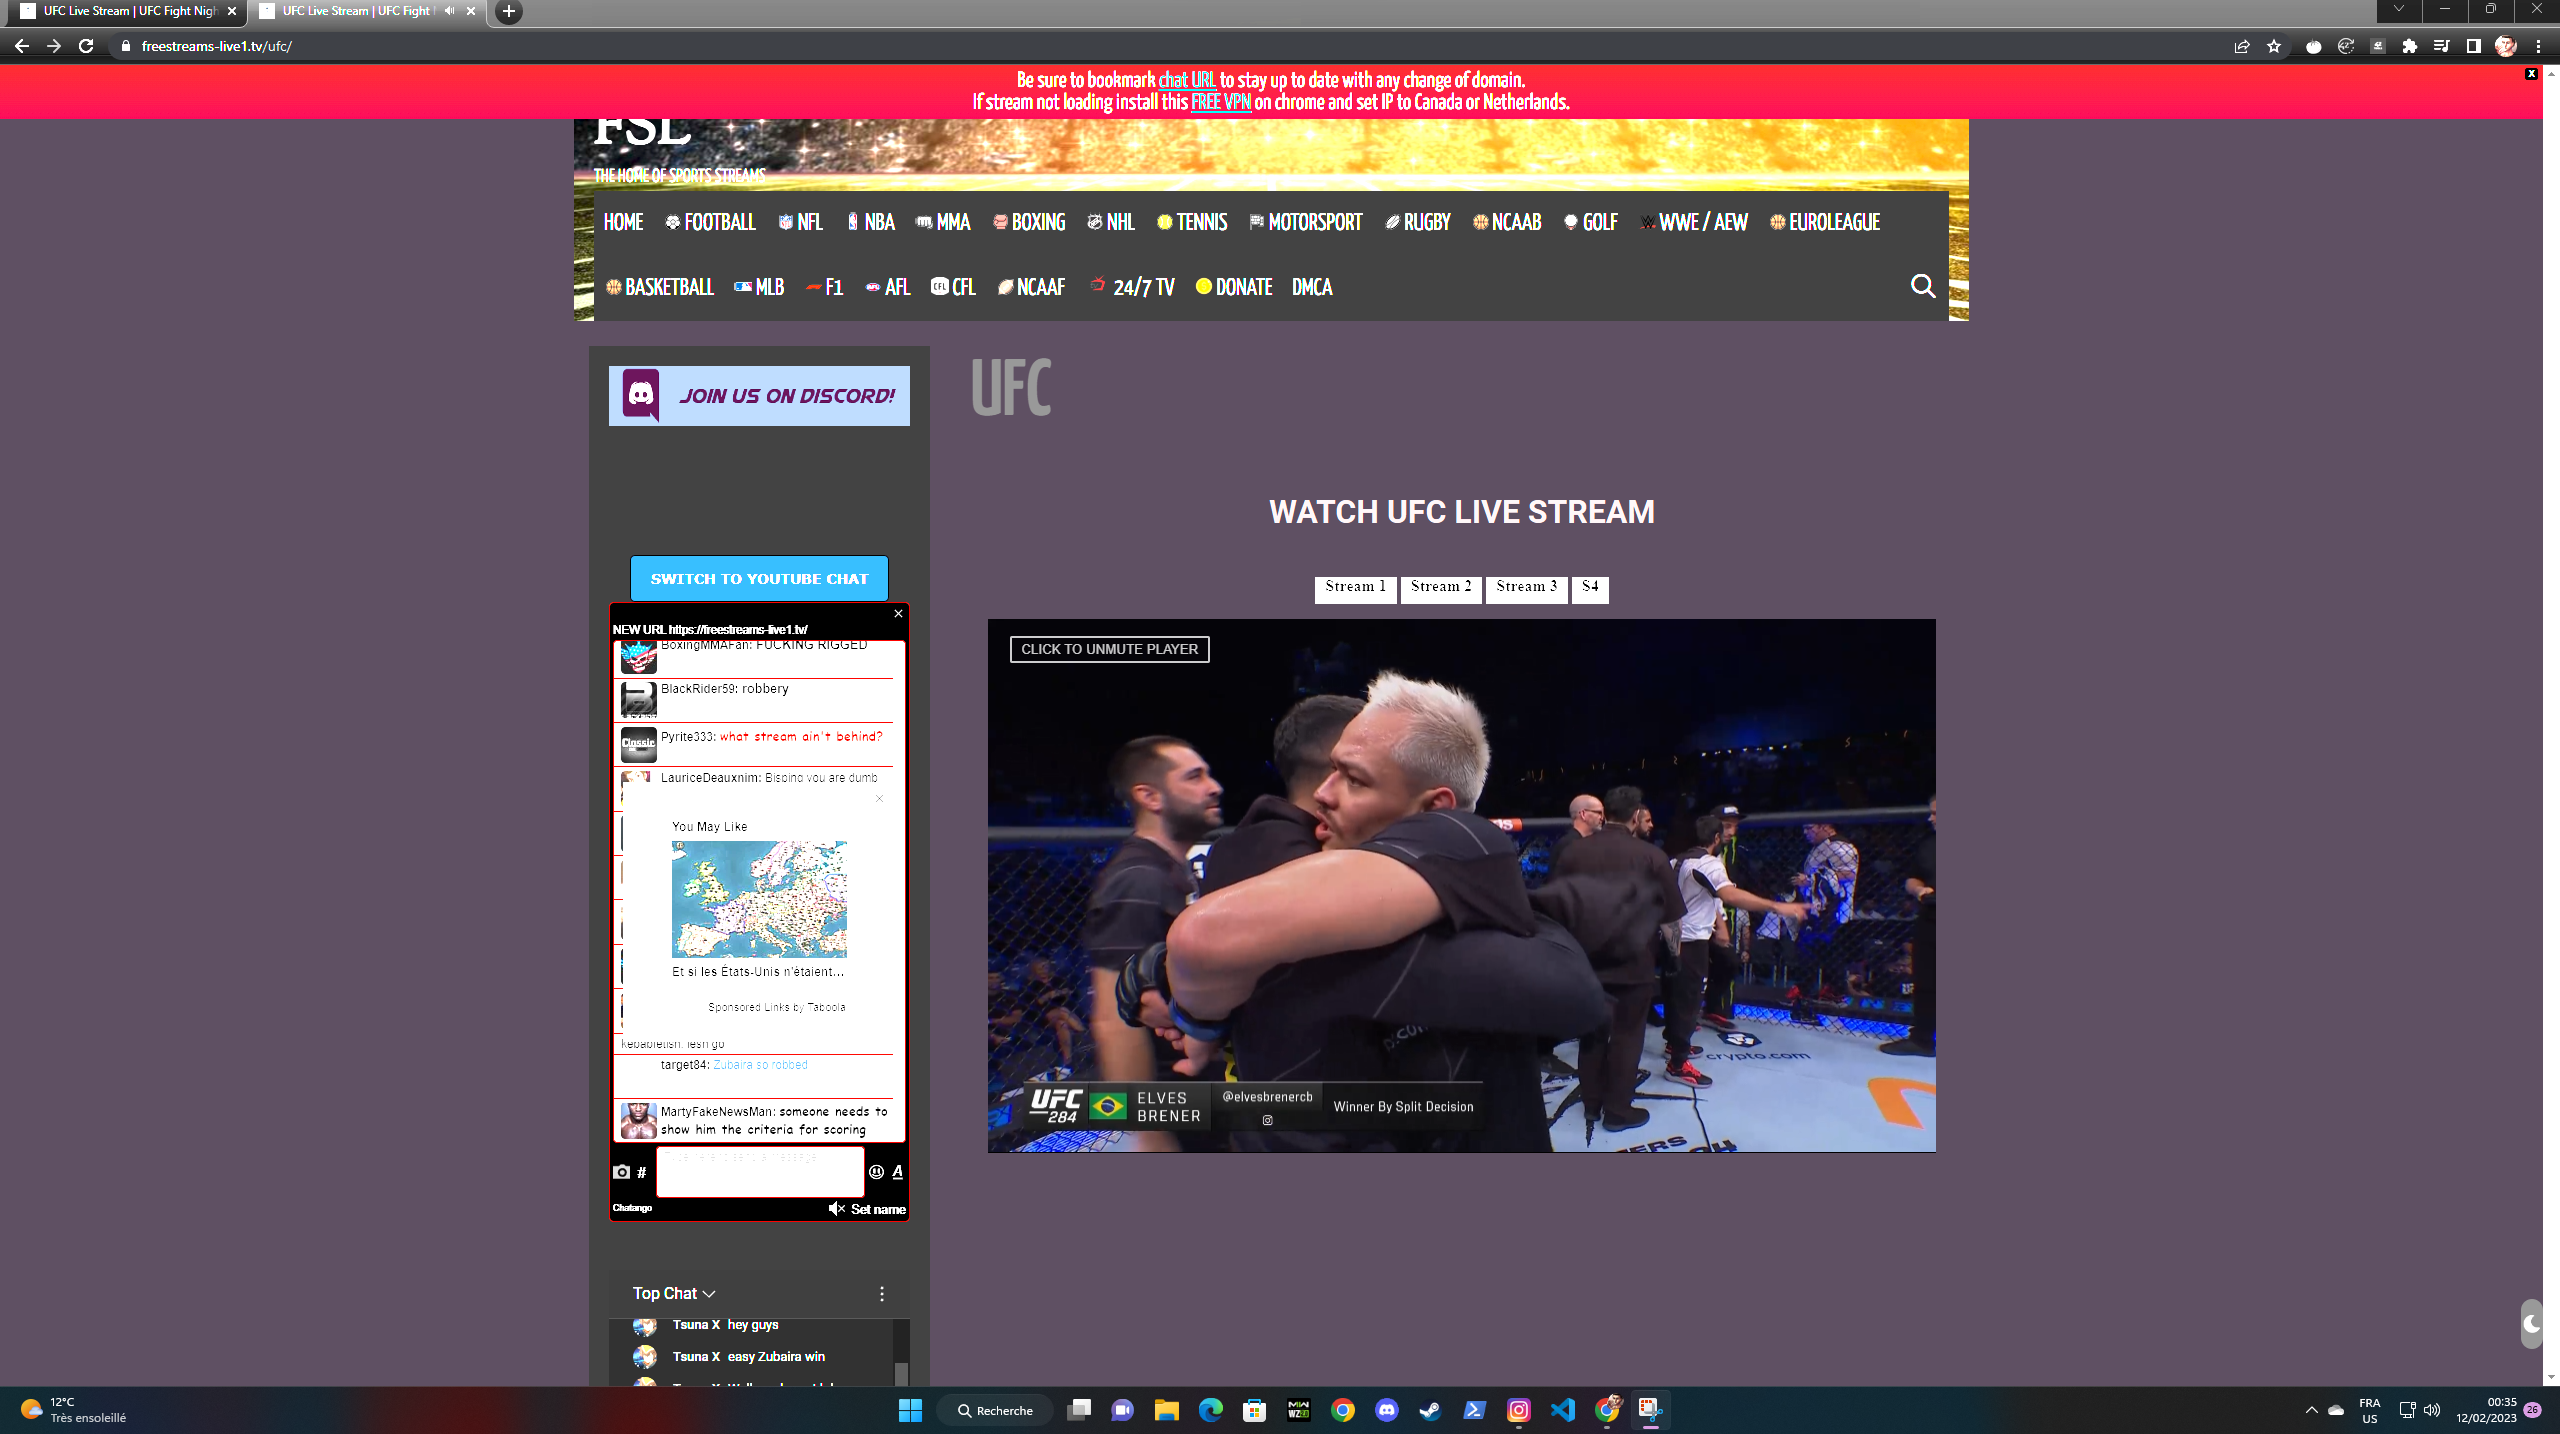 UFC Live Stream | UFC Fight Nigh
UFC Live Stream | UFC Fight
freestreams-live1.tv/ufc/
Be sure to bookmark chat URL to stay up to date with any change of domain.
If stream not loading install this FREE VPN on chrome and set IP to Canada or Netherlands.
FSL
THE HOME OF SPORTS STREAMS
HOME FOOTBALL NFL NBA MMA BOXING NHL TENNIS MOTORSPORT RUGBY NCAAB GOLF WWE / AEW EUROLEAGUE
BASKETBALL MLB F1 AFL CFL NCAAF 24/7 TV DONATE DMCA
JOIN US ON DISCORD!
UFC
WATCH UFC LIVE STREAM
SWITCH TO YOUTUBE CHAT
Stream 1 Stream 2 Stream 3 S4
NEW URL https://freestreams-live1.tv/
BoxingMMAFan: FUCKING RIGGED
BlackRider59: robbery
Pyrite333: what stream ain't behind?
LauriceDeauxnim: Bisping you are dumb
You May Like
Et si les États-Unis n'étaient...
Sponsored Links by Taboola
target84: Zubaira so robbed
MartyFakeNewsMan: someone needs to
show him the criteria for scoring
Chatango
Set name
CLICK TO UNMUTE PLAYER
crypto.com
UFC
284
ELVES
BRENER
@elvesbrenercb
Winner By Split Decision
Top Chat
Tsuna X hey guys
Tsuna X easy Zubaira win
12°C
Très ensoleillé
Recherche
FRA
US
00:35
12/02/2023
26